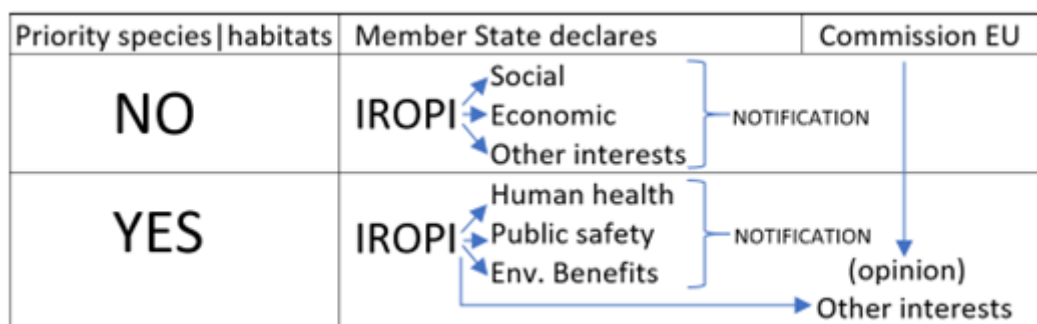 Priority species|habitats Member State declares Commission EU
NO
IROPI
Social
Economic
Other interests
NOTIFICATION
YES
IROPI
Human health
Public safety
Env. Benefits
NOTIFICATION
(opinion)
Other interests